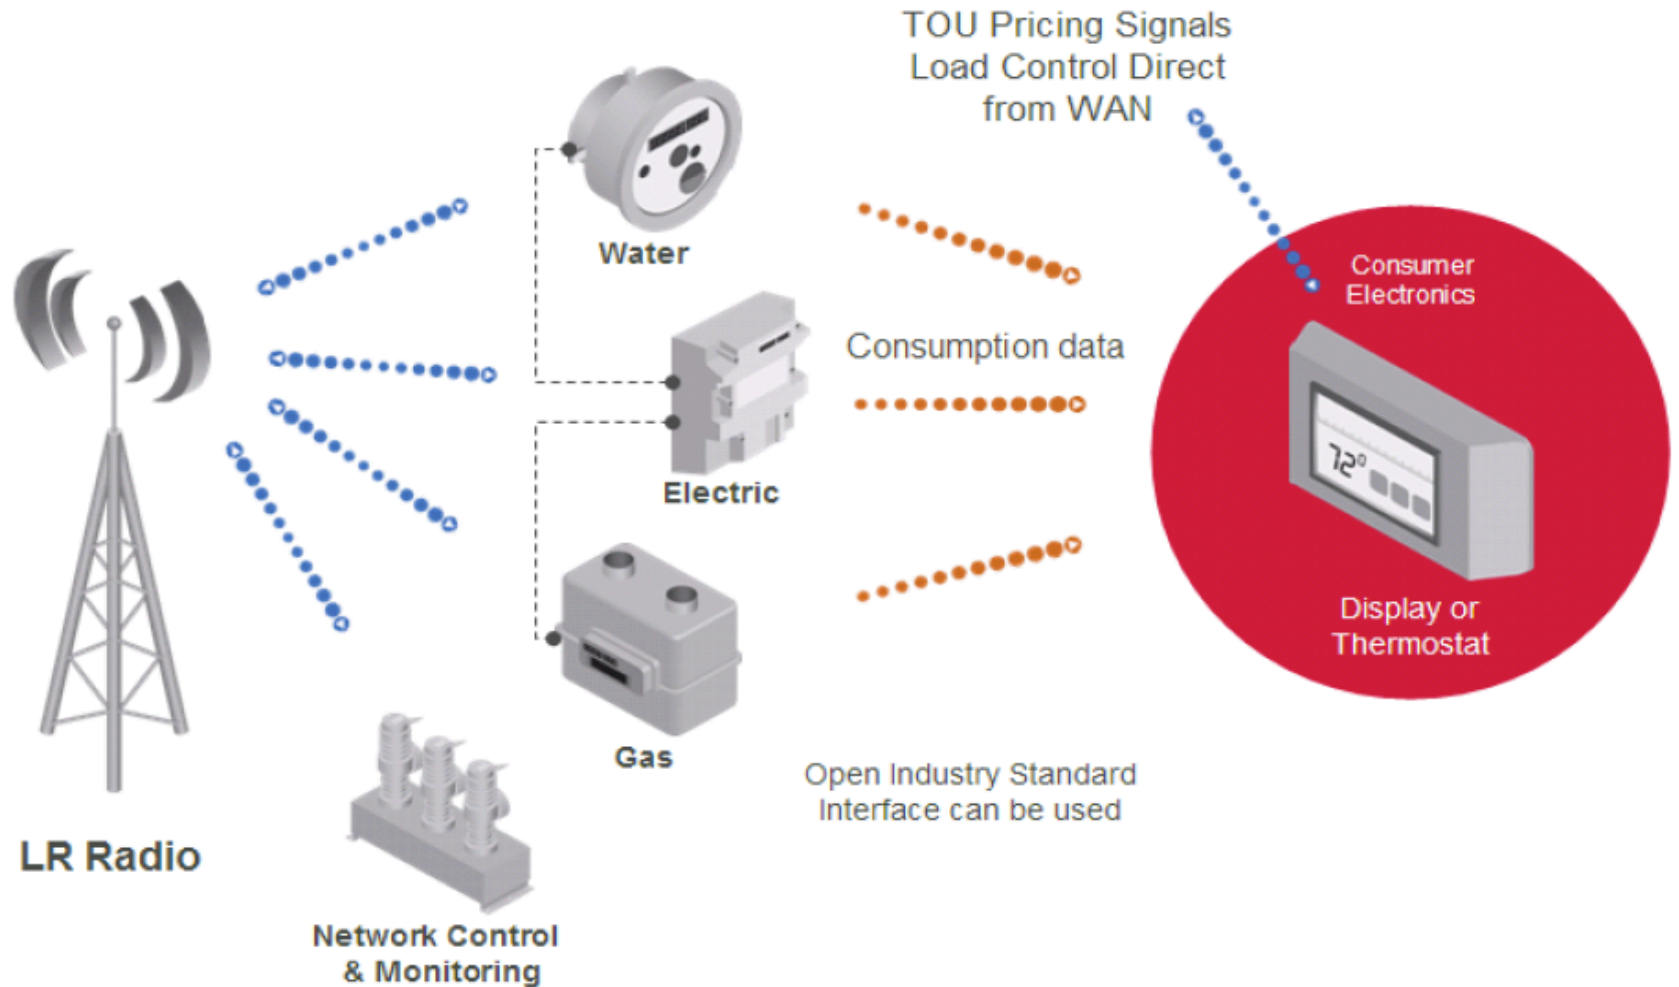 TOU Pricing Signals
Load Control Direct
from WAN
Water
Consumer
Electronics
Consumption data
72°
Electric
Display or
Thermostat
Gas
Open Industry Standard
Interface can be used
LR Radio
Network Control
& Monitoring